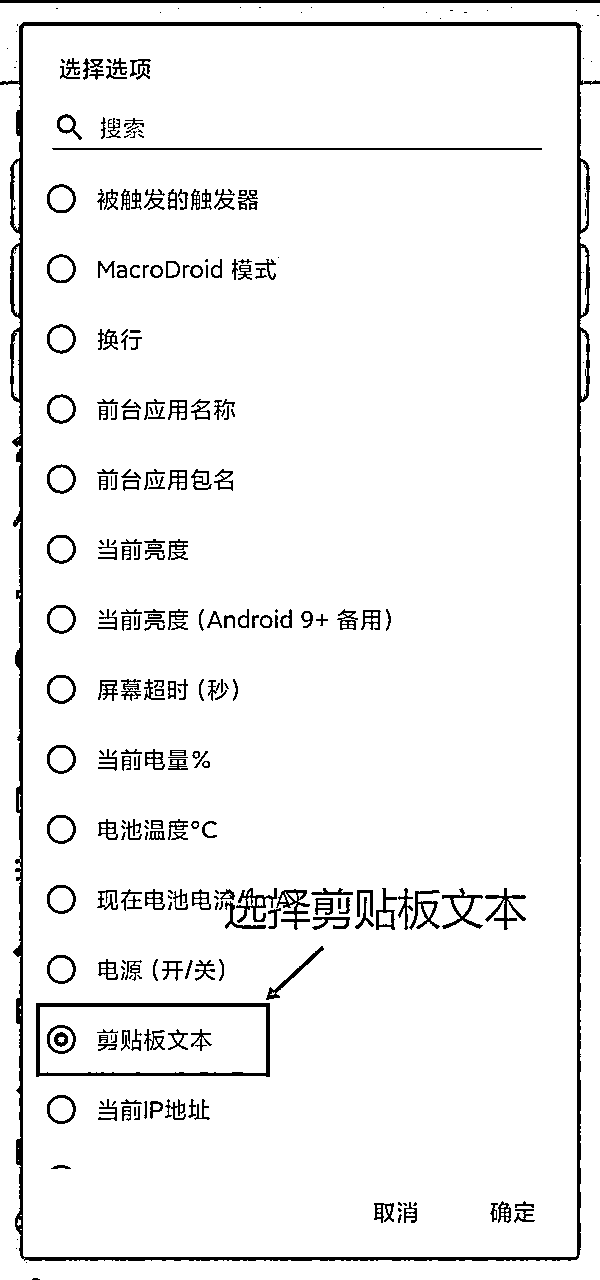 选择选项
搜索
被触发的触发器
MacroDroid 模式
换行
前台应用名称
前台应用包名
当前亮度
当前亮度 (Android 9+ 备用)
屏幕超时 (秒)
当前电量%
电池温度°C
现在电池电流
选择剪贴板文本
电源 (开/关)
剪贴板文本
当前IP地址
取消
确定